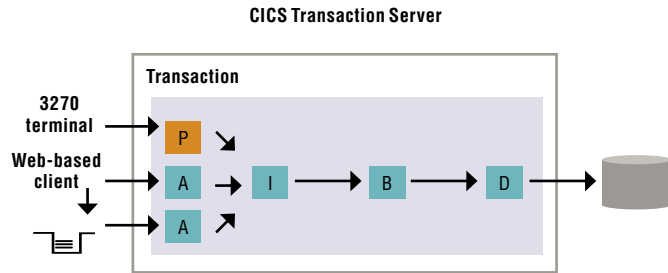 CICS Transaction Server
Transaction
3270
terminal
P
Web-based
client
A
I
B
D
A